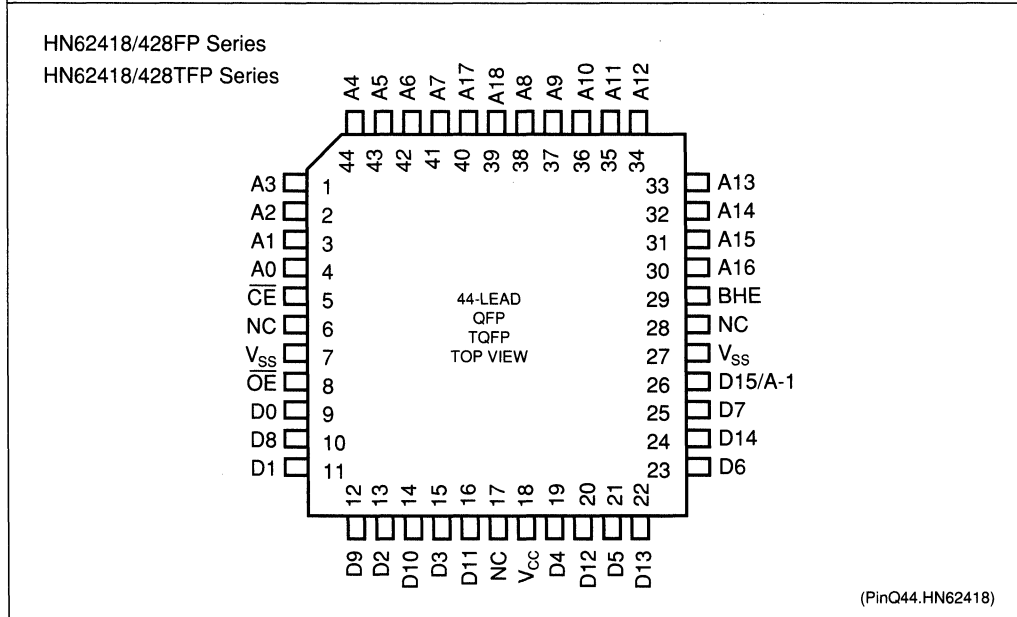 HN62418/428FP Series
HN62418/428TFP Series
A4 A5 A6 A7 A17 A18 A8 A9 A10 A11 A12
44 43 42 41 40 39 38 37 36 35 34
A3 1 33 A13
A2 2 32 A14
A1 3 31 A15
A0 4 30 A16
C̅E̅ 5 29 BHE
NC 6 28 NC
VSS 7 27 VSS
O̅E̅ 8 26 D15/A-1
D0 9 25 D7
D8 10 24 D14
D1 11 23 D6
44-LEAD
QFP
TQFP
TOP VIEW
12 13 14 15 16 17 18 19 20 21 22
D9 D2 D10 D3 D11 NC VCC D4 D12 D5 D13
(PinQ44.HN62418)